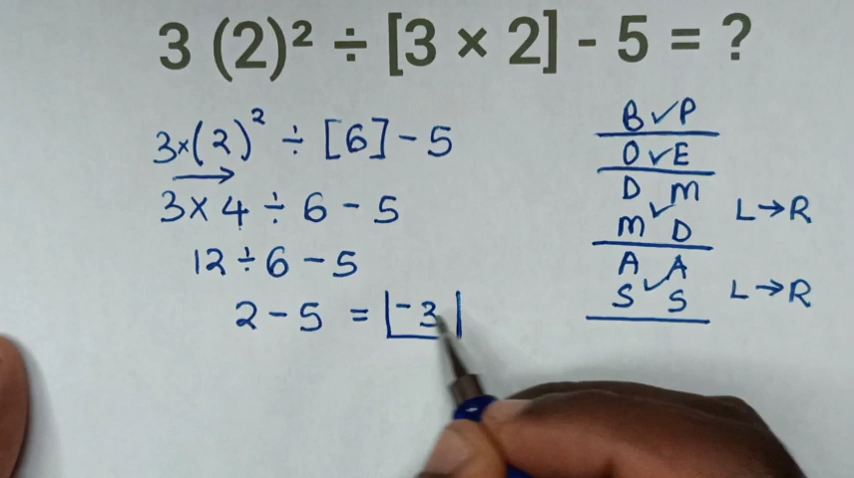 3 (2)² ÷ [3 × 2] - 5 = ?
3×(2)² ÷ [6] - 5
3 × 4 ÷ 6 - 5
12 ÷ 6 - 5
2 - 5 = -3
B ✓ P
O ✓ E
D M
✓
M D
L → R
A A
✓
S S
L → R